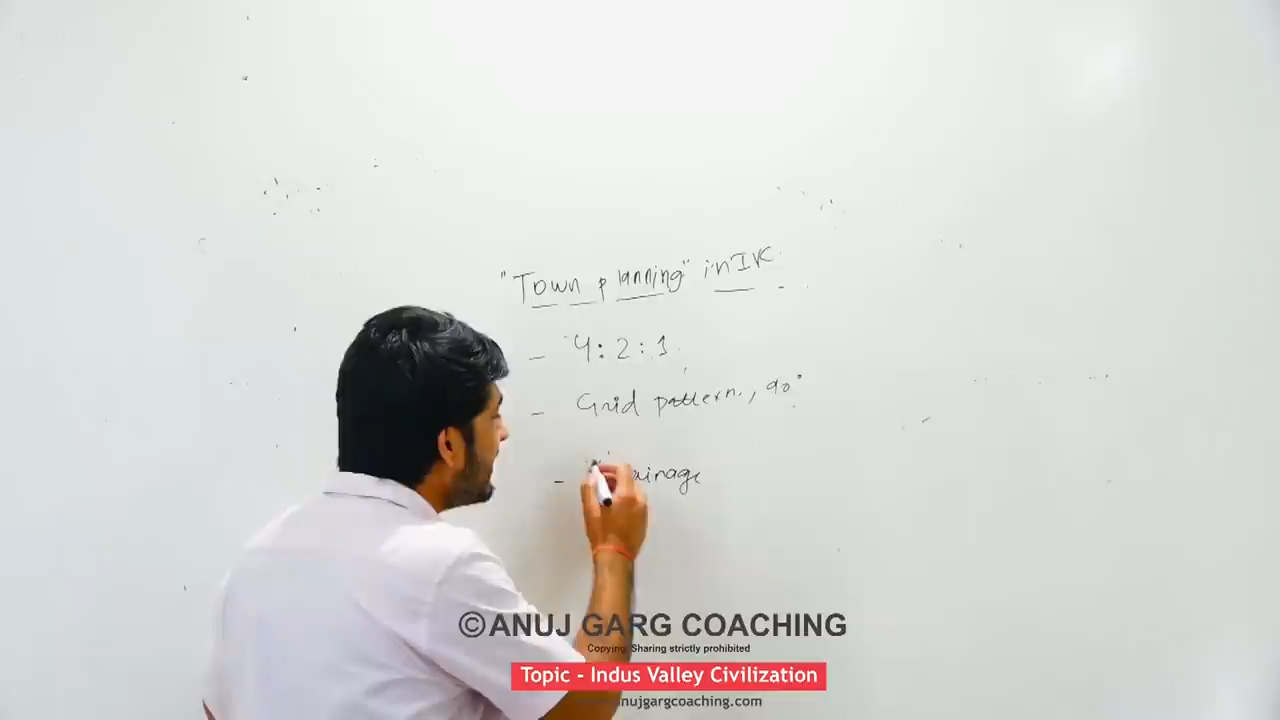 "Town planning" in IVC
- 4:2:1
- Grid pattern, 90°
- Drainage
©ANUJ GARG COACHING
Copying, Sharing strictly prohibited
Topic - Indus Valley Civilization
anujgargcoaching.com